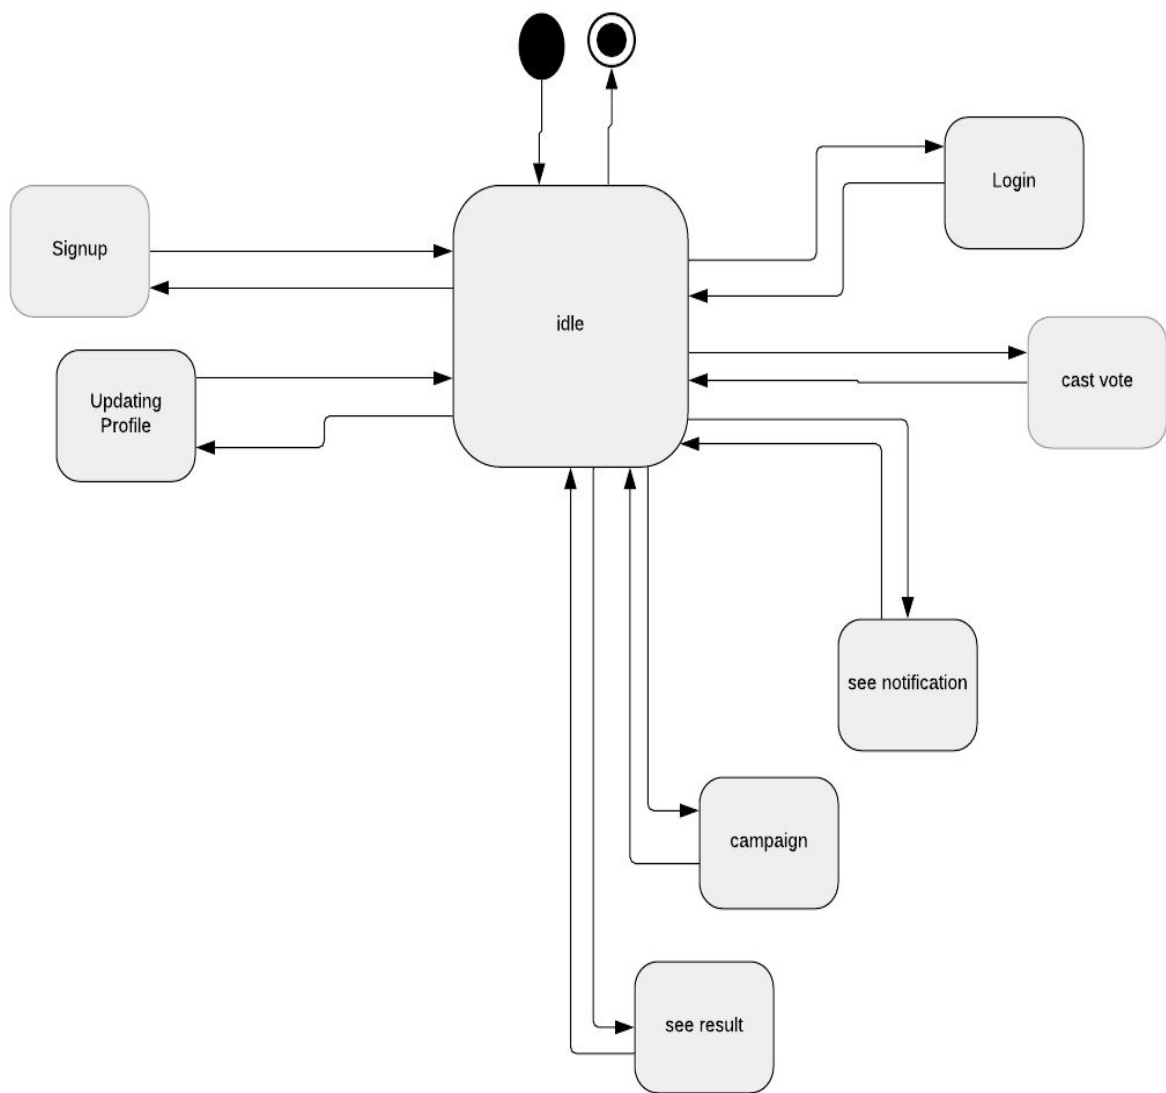 Login
Signup
idle
cast vote
Updating
Profile
see notification
campaign
see result